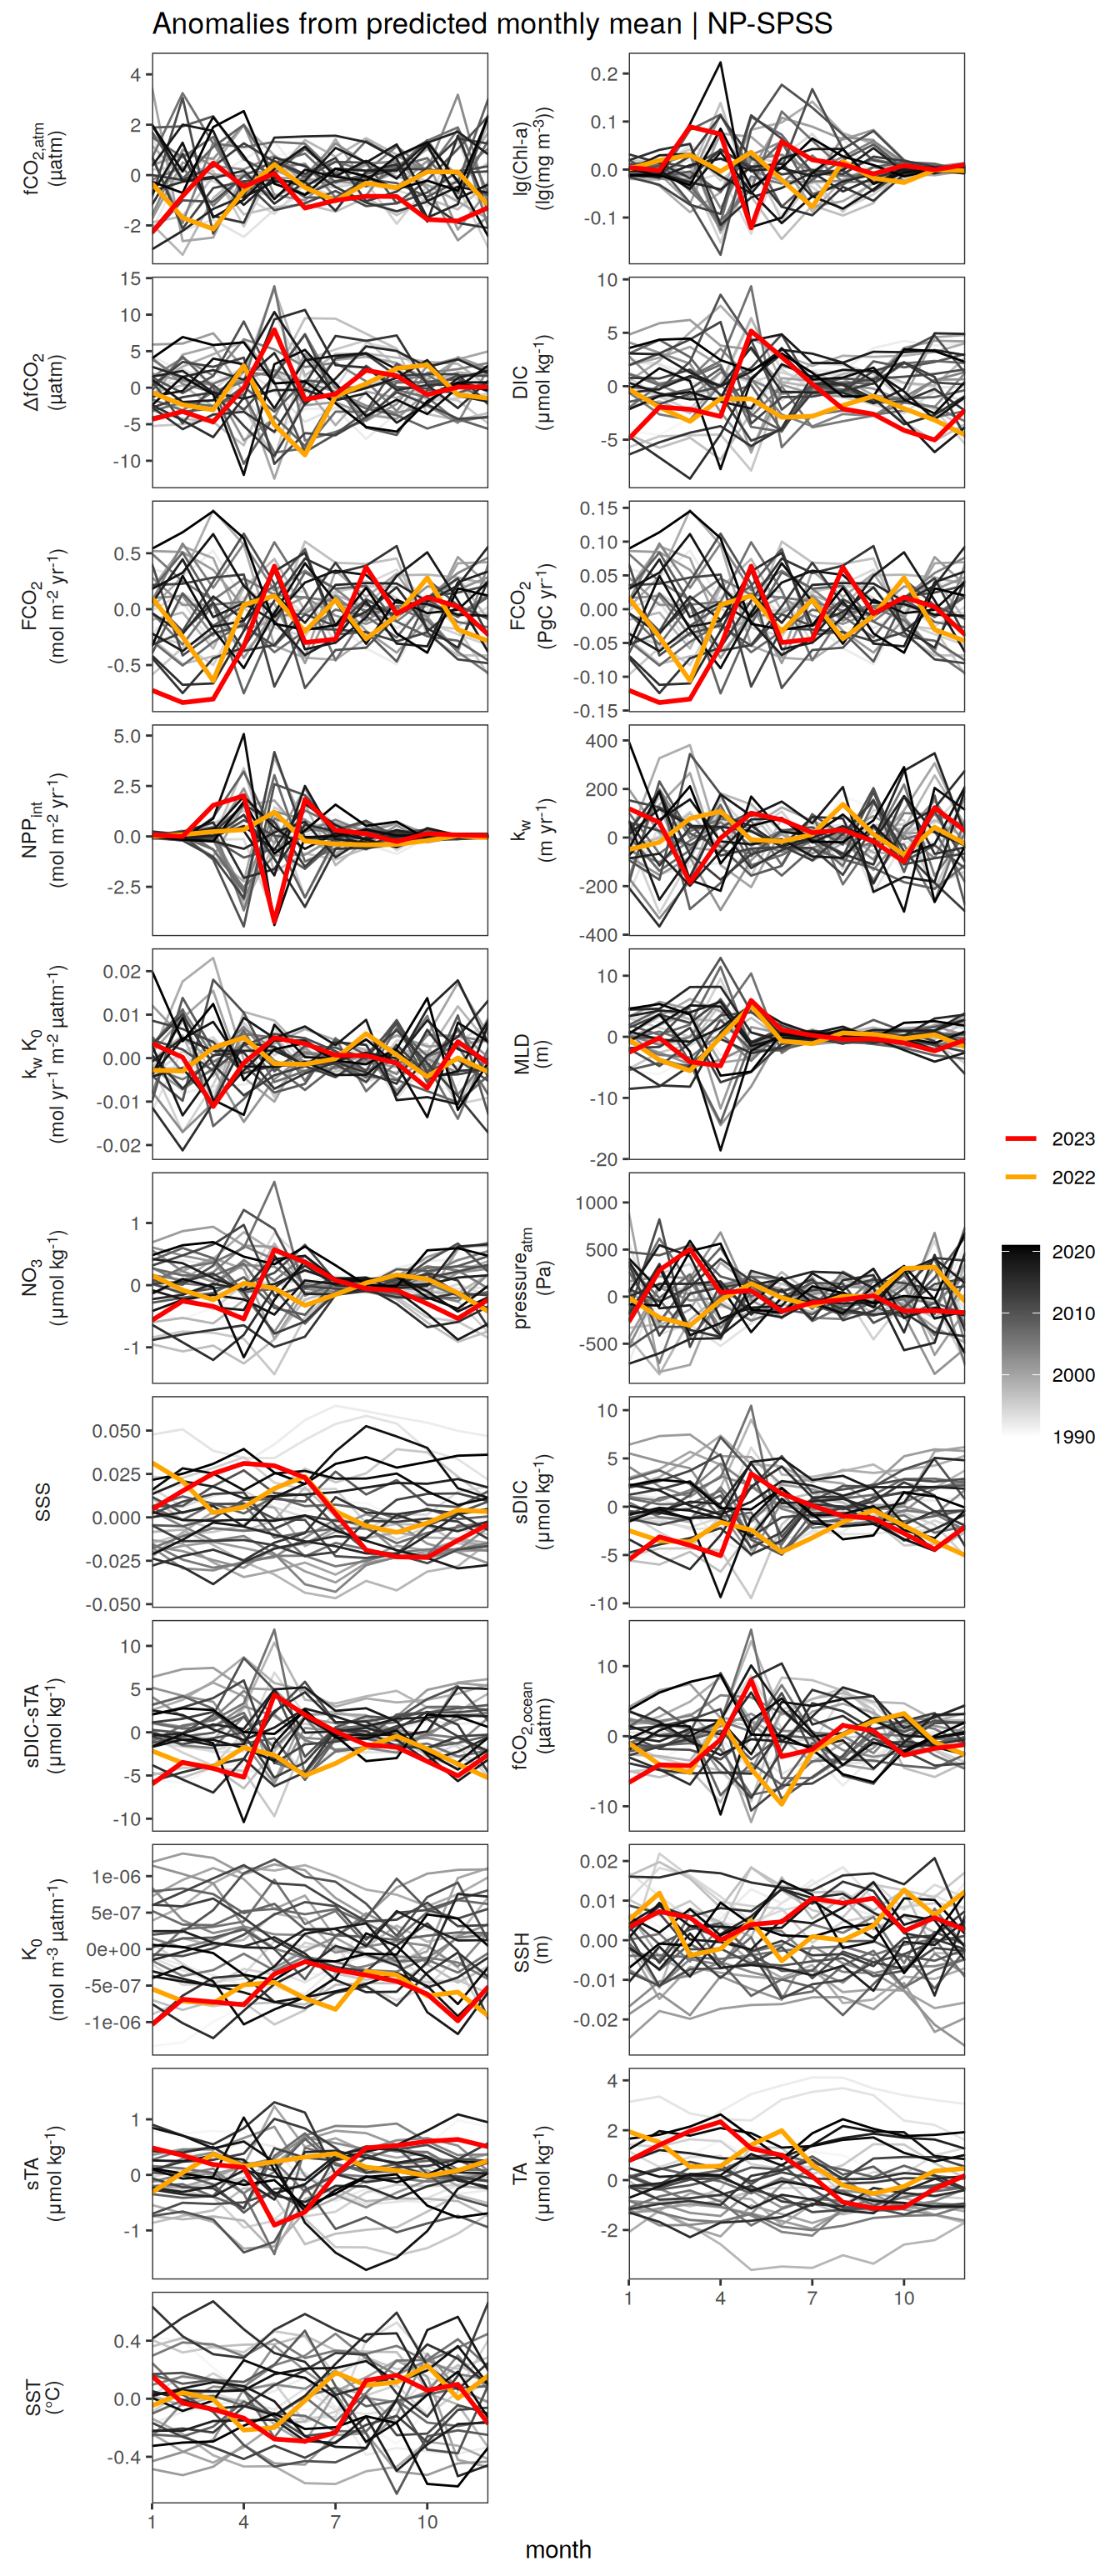 Anomalies from predicted monthly mean | NP-SPSS
fCO2,atm
(µatm)
4
2
0
-2
lg(Chl-a)
(lg(mg m-3))
0.2
0.1
0.0
-0.1
ΔfCO2
(µatm)
15
10
5
0
-5
-10
DIC
(µmol kg-1)
10
5
0
-5
FCO2
(mol m-2 yr-1)
0.5
0.0
-0.5
FCO2
(PgC yr-1)
0.15
0.10
0.05
0.00
-0.05
-0.10
-0.15
NPPint
(mol m-2 yr-1)
5.0
2.5
0.0
-2.5
kw
(m yr-1)
400
200
0
-200
-400
kw K0
(mol yr-1 m-2 µatm-1)
0.02
0.01
0.00
-0.01
-0.02
MLD
(m)
10
0
-10
-20
NO3
(µmol kg-1)
1
0
-1
pressureatm
(Pa)
1000
500
0
-500
SSS
0.050
0.025
0.000
-0.025
-0.050
sDIC
(µmol kg-1)
10
5
0
-5
-10
sDIC-sTA
(µmol kg-1)
10
5
0
-5
-10
fCO2,ocean
(µatm)
10
0
-10
K0
(mol m-3 µatm-1)
1e-06
5e-07
0e+00
-5e-07
-1e-06
SSH
(m)
0.02
0.01
0.00
-0.01
-0.02
sTA
(µmol kg-1)
1
0
-1
TA
(µmol kg-1)
4
2
0
-2
1 4 7 10
SST
(°C)
0.4
0.0
-0.4
1 4 7 10
month
2023
2022
2020
2010
2000
1990